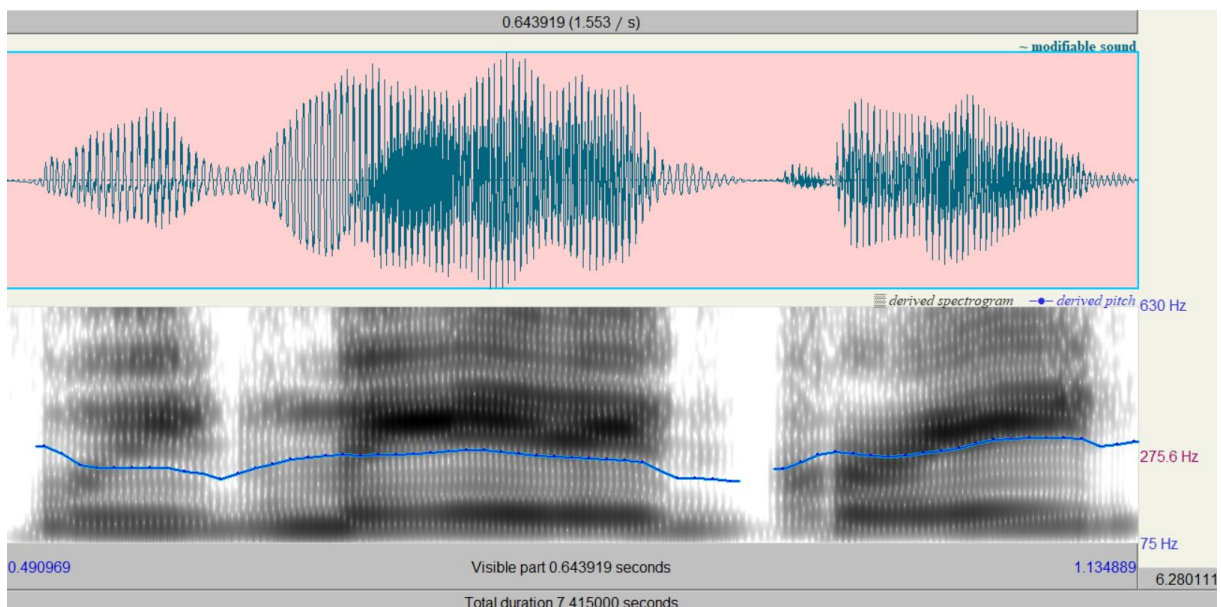 0.643919 (1.553 / s)
~ modifiable sound
derived spectrogram derived pitch
630 Hz
275.6 Hz
75 Hz
0.490969 Visible part 0.643919 seconds 1.134889
6.280111
Total duration 7.415000 seconds